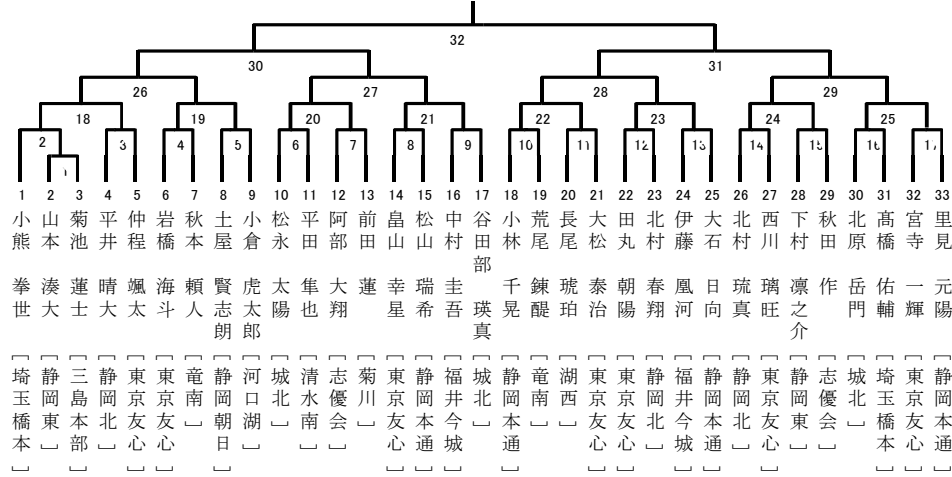 32
30
31
26
27
28
29
18
19
20
21
22
23
24
25
2
3
4
5
6
7
8
9
10
11
12
13
14
15
16
17
1
1 小熊 拳世 [埼玉橋本]
2 山本 湊大 [静岡東]
3 菊池 蓮士 [三島本部]
4 平井 晴大 [静岡北]
5 仲程 颯太 [東京友心]
6 岩橋 海斗 [東京友心]
7 秋本 頼人 [竜南]
8 土屋 賢志朗 [静岡朝日]
9 小倉 虎太郎 [河口湖]
10 松永 太陽 [城北]
11 平田 隼也 [清水南]
12 阿部 大翔 [志優会]
13 前田 蓮 [菊川]
14 畠山 幸星 [東京友心]
15 松山 瑞希 [静岡本通]
16 中村 圭吾 [福井今城]
17 谷田部 瑛真 [城北]
18 小林 千晃 [静岡本通]
19 荒尾 錬醍 [竜南]
20 長尾 琥珀 [湖西]
21 大松 泰治 [東京友心]
22 田丸 朝陽 [東京友心]
23 北村 春翔 [静岡北]
24 伊藤 凰河 [福井今城]
25 大石 日向 [静岡本通]
26 北村 琉真 [静岡北]
27 西川 璃旺 [東京友心]
28 下村 凛之介 [静岡東]
29 秋田 作 [志優会]
30 北原 岳門 [城北]
31 髙橋 佑輔 [埼玉橋本]
32 宮寺 一輝 [東京友心]
33 里見 元陽 [静岡本通]